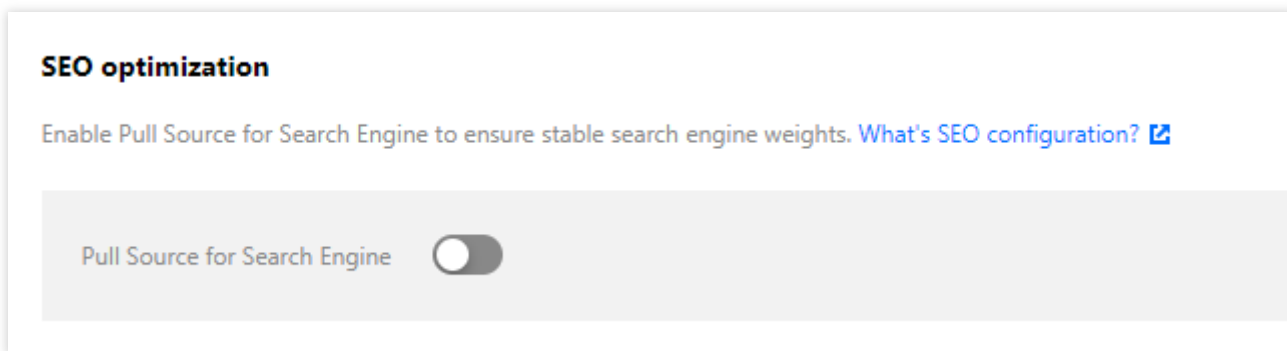 SEO optimization
Enable Pull Source for Search Engine to ensure stable search engine weights. What's SEO configuration?
Pull Source for Search Engine